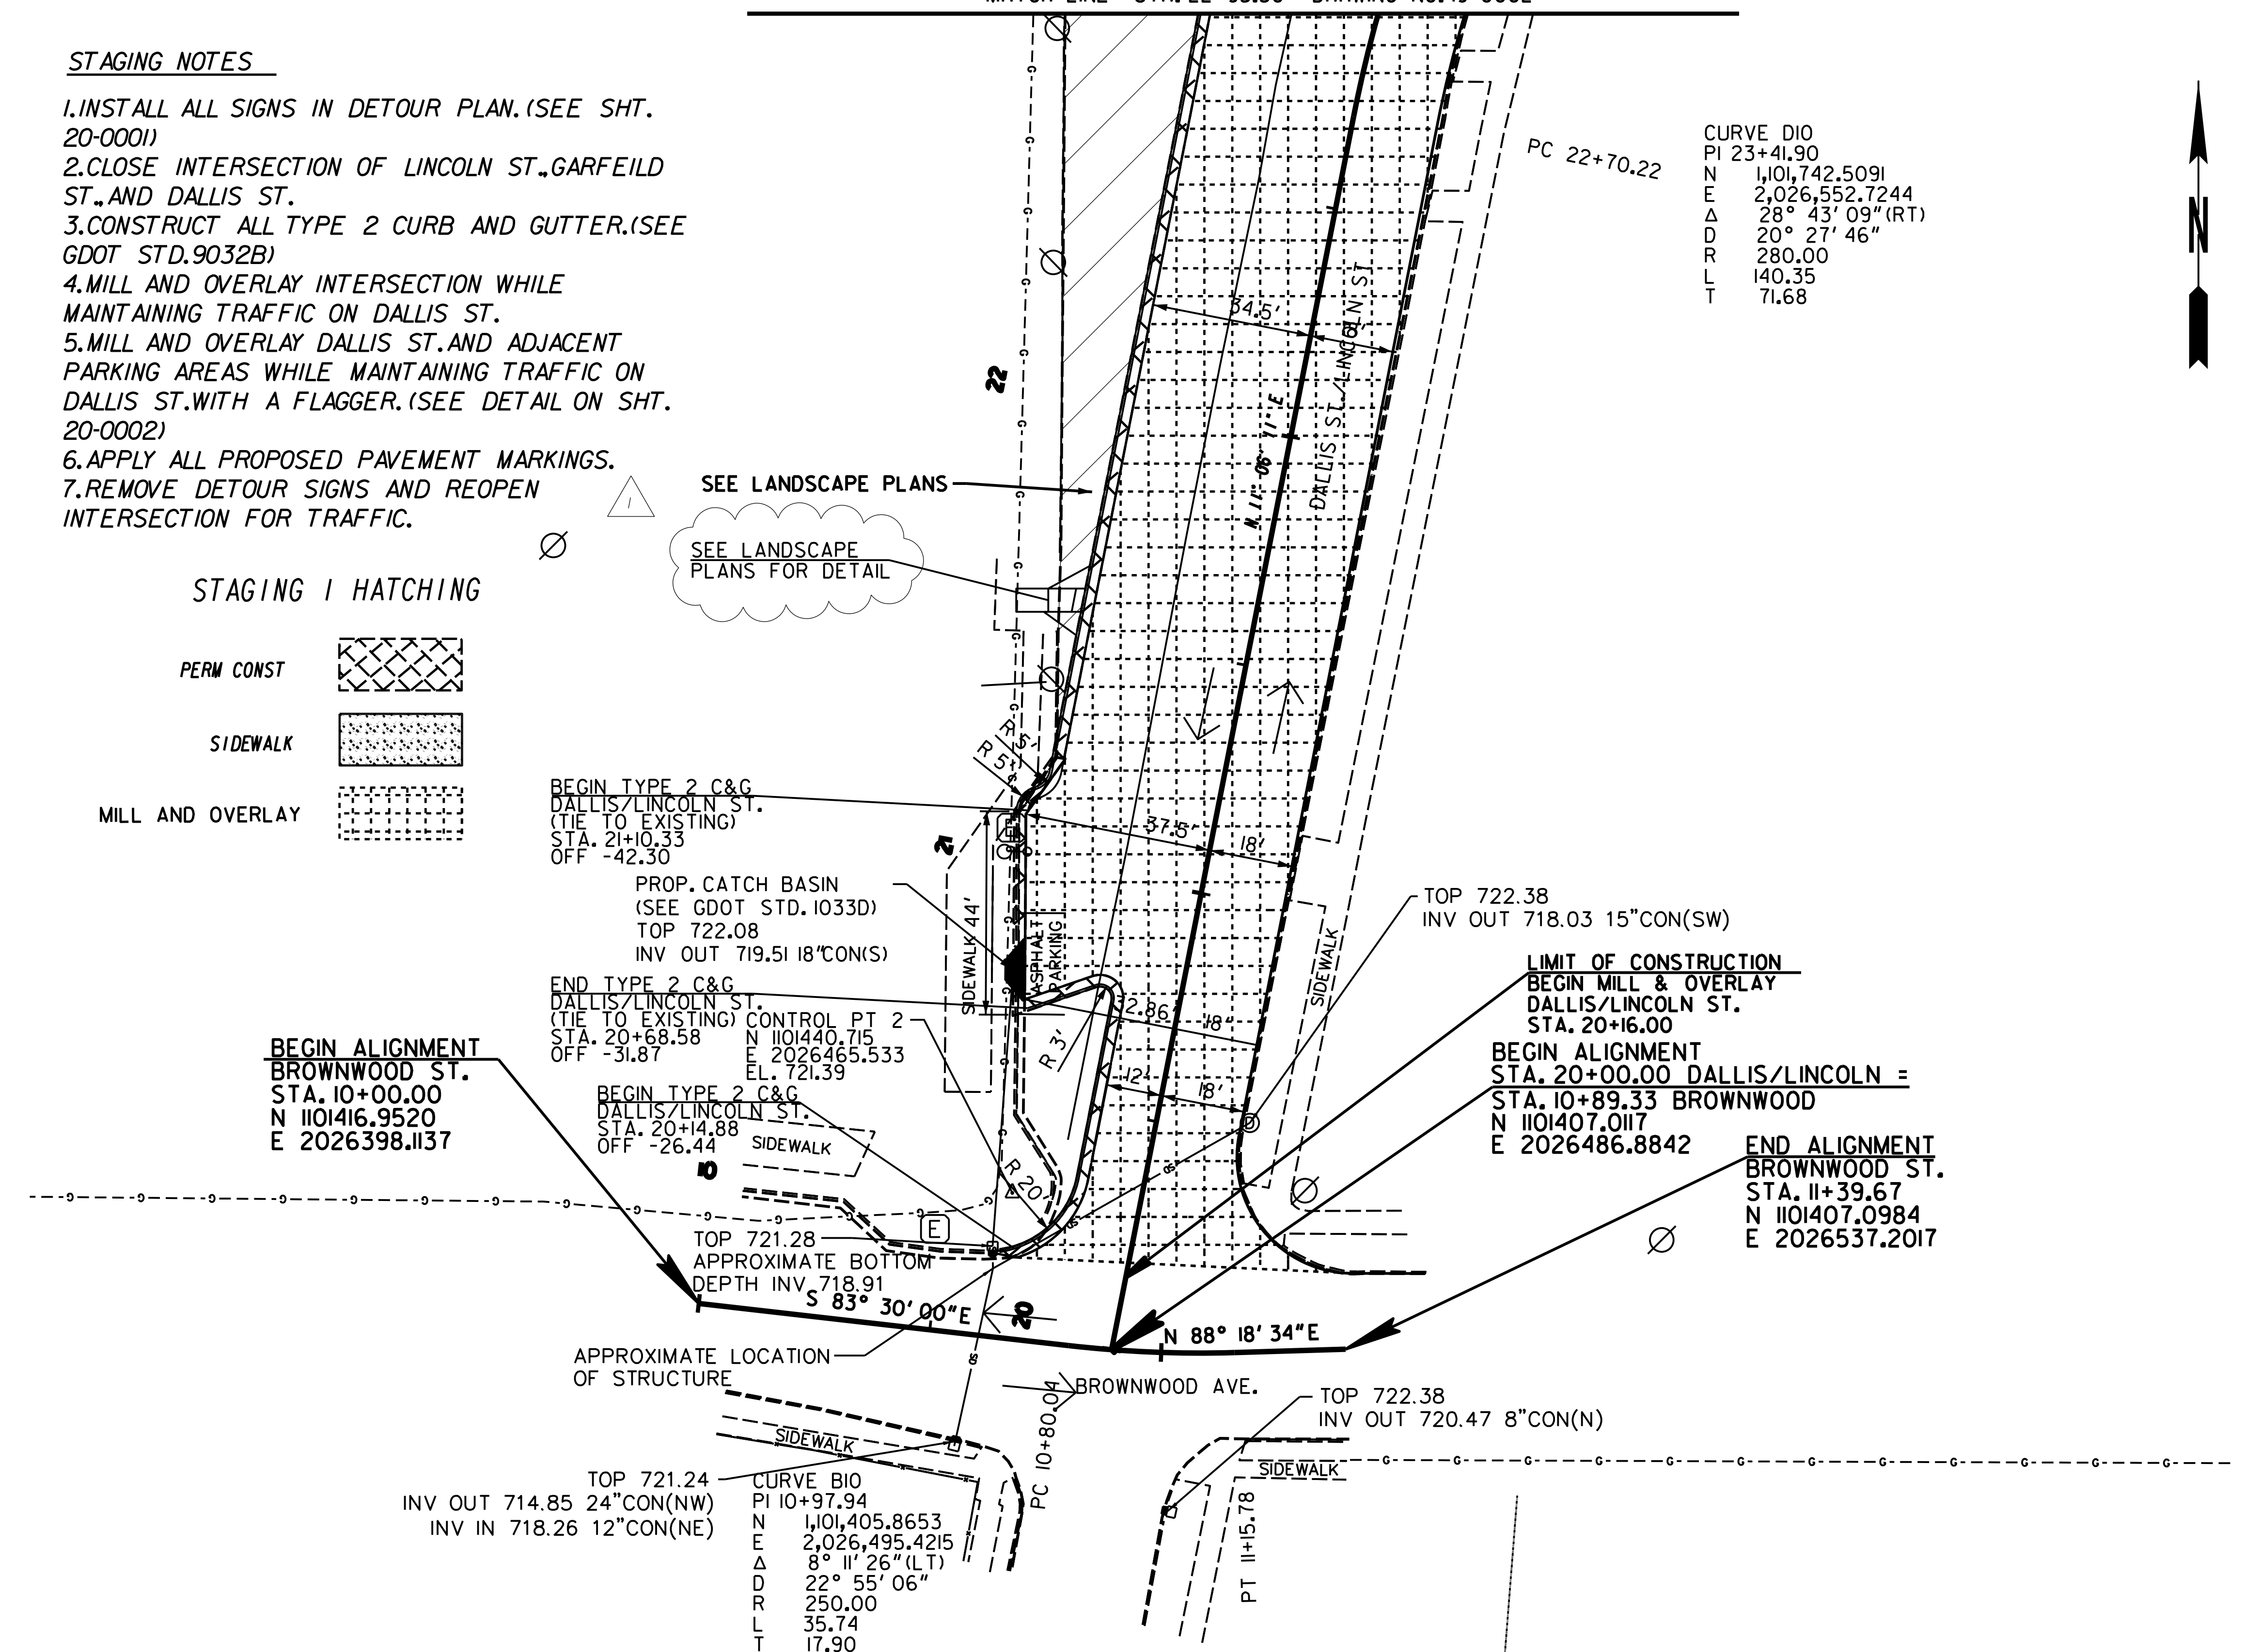 STAGING NOTES
1.INSTALL ALL SIGNS IN DETOUR PLAN.(SEE SHT.
20-0001)
2.CLOSE INTERSECTION OF LINCOLN ST.,GARFEILD
ST.,AND DALLIS ST.
3.CONSTRUCT ALL TYPE 2 CURB AND GUTTER.(SEE
GDOT STD.9032B)
4.MILL AND OVERLAY INTERSECTION WHILE
MAINTAINING TRAFFIC ON DALLIS ST.
5.MILL AND OVERLAY DALLIS ST.AND ADJACENT
PARKING AREAS WHILE MAINTAINING TRAFFIC ON
DALLIS ST.WITH A FLAGGER.(SEE DETAIL ON SHT.
20-0002)
6.APPLY ALL PROPOSED PAVEMENT MARKINGS.
7.REMOVE DETOUR SIGNS AND REOPEN
INTERSECTION FOR TRAFFIC.
STAGING I HATCHING
PERM CONST
SIDEWALK
MILL AND OVERLAY
CURVE D10
PI 23+41.90
N 1,101,742.5091
E 2,026,552.7244
Δ 28° 43' 09"(RT)
D 20° 27' 46"
R 280.00
L 140.35
T 71.68
PC 22+70.22
N
22
SEE LANDSCAPE PLANS
1
SEE LANDSCAPE
PLANS FOR DETAIL
34.5'
DALLIS ST./LINCOLN ST
N 11° 06' 11" E
R 5'
R 5'
BEGIN TYPE 2 C&G
DALLIS/LINCOLN ST.
(TIE TO EXISTING)
STA. 21+10.33
OFF -42.30
21
E
37.5'
18'
PROP. CATCH BASIN
(SEE GDOT STD. 1033D)
TOP 722.08
INV OUT 719.51 18"CON(S)
SIDEWALK 44'
ASPHALT
PARKING
SIDEWALK
TOP 722.38
INV OUT 718.03 15"CON(SW)
END TYPE 2 C&G
DALLIS/LINCOLN ST.
(TIE TO EXISTING)
STA. 20+68.58
OFF -31.87
CONTROL PT 2
N 1101440.715
E 2026465.533
EL. 721.39
32.86'
18'
R 3'
12'
18'
LIMIT OF CONSTRUCTION
BEGIN MILL & OVERLAY
DALLIS/LINCOLN ST.
STA. 20+16.00
BEGIN ALIGNMENT
STA. 20+00.00 DALLIS/LINCOLN =
STA. 10+89.33 BROWNWOOD
N 1101407.0117
E 2026486.8842
BEGIN ALIGNMENT
BROWNWOOD ST.
STA. 10+00.00
N 1101416.9520
E 2026398.1137
BEGIN TYPE 2 C&G
DALLIS/LINCOLN ST.
STA. 20+14.88
OFF -26.44
SIDEWALK
10
R 20'
E
END ALIGNMENT
BROWNWOOD ST.
STA. 11+39.67
N 1101407.0984
E 2026537.2017
TOP 721.28
APPROXIMATE BOTTOM
DEPTH INV 718.91
S 83° 30' 00"E
20
N 88° 18' 34"E
APPROXIMATE LOCATION
OF STRUCTURE
BROWNWOOD AVE.
TOP 722.38
INV OUT 720.47 8"CON(N)
SIDEWALK
SIDEWALK
PC 10+80.04
PT 11+15.78
TOP 721.24
INV OUT 714.85 24"CON(NW)
INV IN 718.26 12"CON(NE)
CURVE B10
PI 10+97.94
N 1,101,405.8653
E 2,026,495.4215
Δ 8° 11' 26"(LT)
D 22° 55' 06"
R 250.00
L 35.74
T 17.90